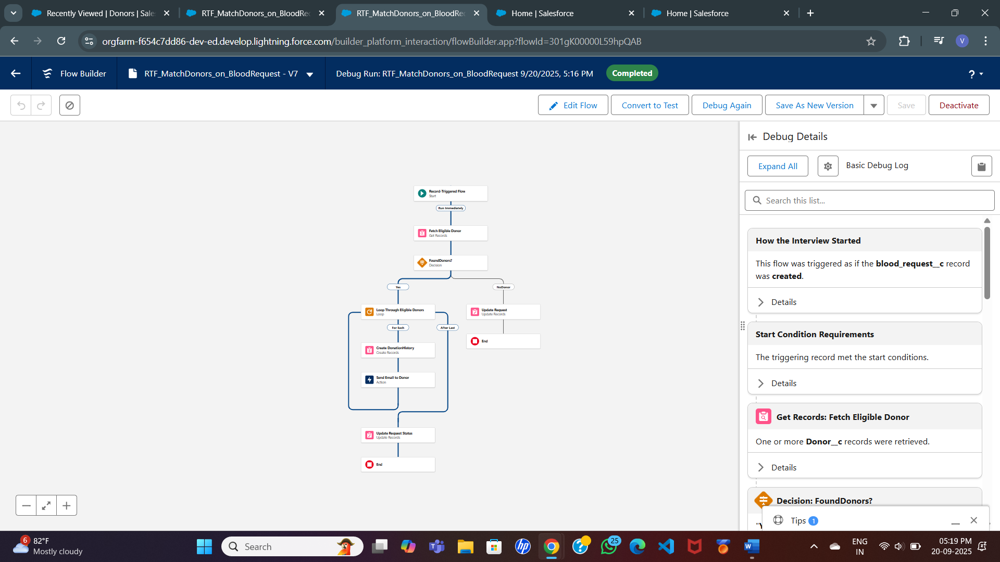 Recently Viewed | Donors | Sale
RTF_MatchDonors_on_BloodRe
RTF_MatchDonors_on_BloodRe
Home | Salesforce
Home | Salesforce
orgfarm-f654c7dd86-dev-ed.develop.lightning.force.com/builder_platform_interaction/flowBuilder.app?flowId=301gK00000L59hpQAB
V
Flow Builder
RTF_MatchDonors_on_BloodRequest - V7
Debug Run: RTF_MatchDonors_on_BloodRequest 9/20/2025, 5:16 PM
Completed
?
Edit Flow
Convert to Test
Debug Again
Save As New Version
Save
Deactivate
Record-Triggered Flow
Start
Run Immediately
Fetch Eligible Donor
Get Records
FoundDonors?
Decision
Yes
NoDonor
Loop Through Eligible Donors
Loop
Update Request
Update Records
For Each
After Last
End
Create DonationHistory
Create Records
Send Email to Donor
Action
Update Request Status
Update Records
End
Debug Details
Expand All
Basic Debug Log
Search this list...
How the Interview Started
This flow was triggered as if the blood_request__c record
was created.
Details
Start Condition Requirements
The triggering record met the start conditions.
Details
Get Records: Fetch Eligible Donor
One or more Donor__c records were retrieved.
Details
Decision: FoundDonors?
Tips 1
6
82°F
Mostly cloudy
Search
25
ENG
IN
05:19 PM
20-09-2025